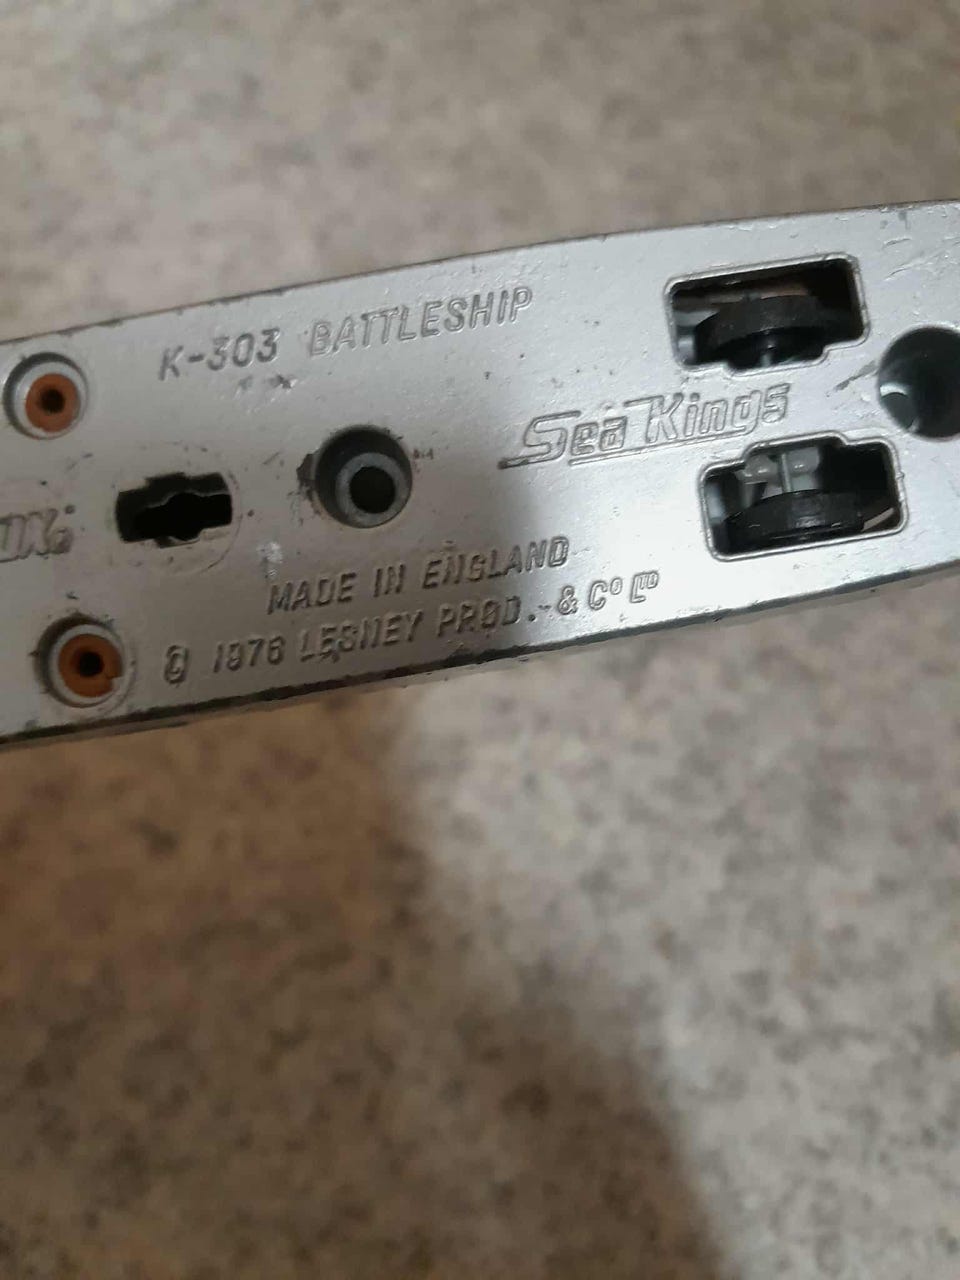 K-303 BATTLESHIP
Sea Kings
MADE IN ENGLAND
© 1976 LESNEY PROD. & Cº Lᵀᴰ